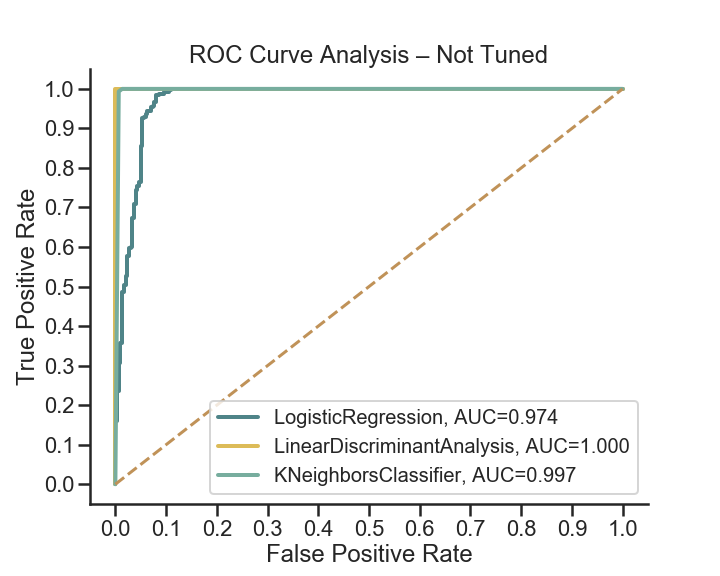 ROC Curve Analysis – Not Tuned
True Positive Rate
1.0
0.9
0.8
0.7
0.6
0.5
0.4
0.3
0.2
0.1
0.0
LogisticRegression, AUC=0.974
LinearDiscriminantAnalysis, AUC=1.000
KNeighborsClassifier, AUC=0.997
0.0 0.1 0.2 0.3 0.4 0.5 0.6 0.7 0.8 0.9 1.0
False Positive Rate